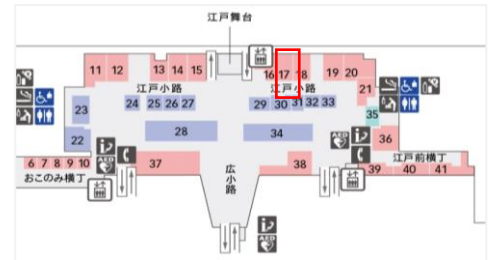 江戸舞台
11 12 13 14 15 16 17 18 19 20
江戸小路 江戸小路
21
23 24 25 26 27 29 30 31 32 33
35
28 34
22 36
AED AED
江戸前横丁
6 7 8 9 10 37 広小路 38 39 40 41
おこのみ横丁
AED